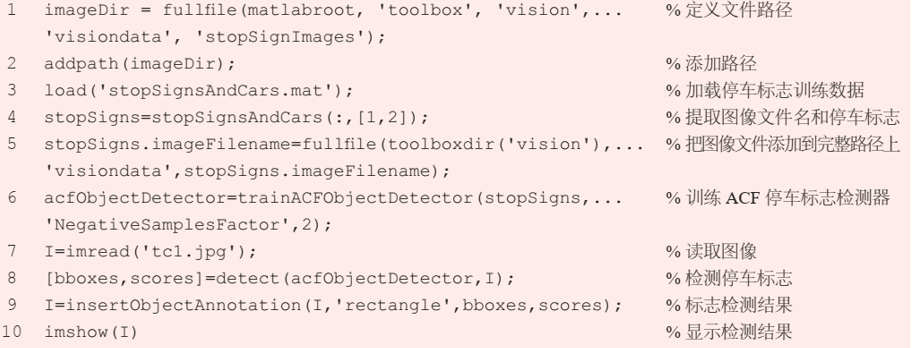 1 imageDir = fullfile(matlabroot, 'toolbox', 'vision',... % 定义文件路径
'visiondata', 'stopSignImages');
2 addpath(imageDir); % 添加路径
3 load('stopSignsAndCars.mat'); % 加载停车标志训练数据
4 stopSigns=stopSignsAndCars(:,[1,2]); % 提取图像文件名和停车标志
5 stopSigns.imageFilename=fullfile(toolboxdir('vision'),... % 把图像文件添加到完整路径上
'visiondata',stopSigns.imageFilename);
6 acfObjectDetector=trainACFObjectDetector(stopSigns,... % 训练 ACF 停车标志检测器
'NegativeSamplesFactor',2);
7 I=imread('tc1.jpg'); % 读取图像
8 [bboxes,scores]=detect(acfObjectDetector,I); % 检测停车标志
9 I=insertObjectAnnotation(I,'rectangle',bboxes,scores); % 标志检测结果
10 imshow(I) % 显示检测结果